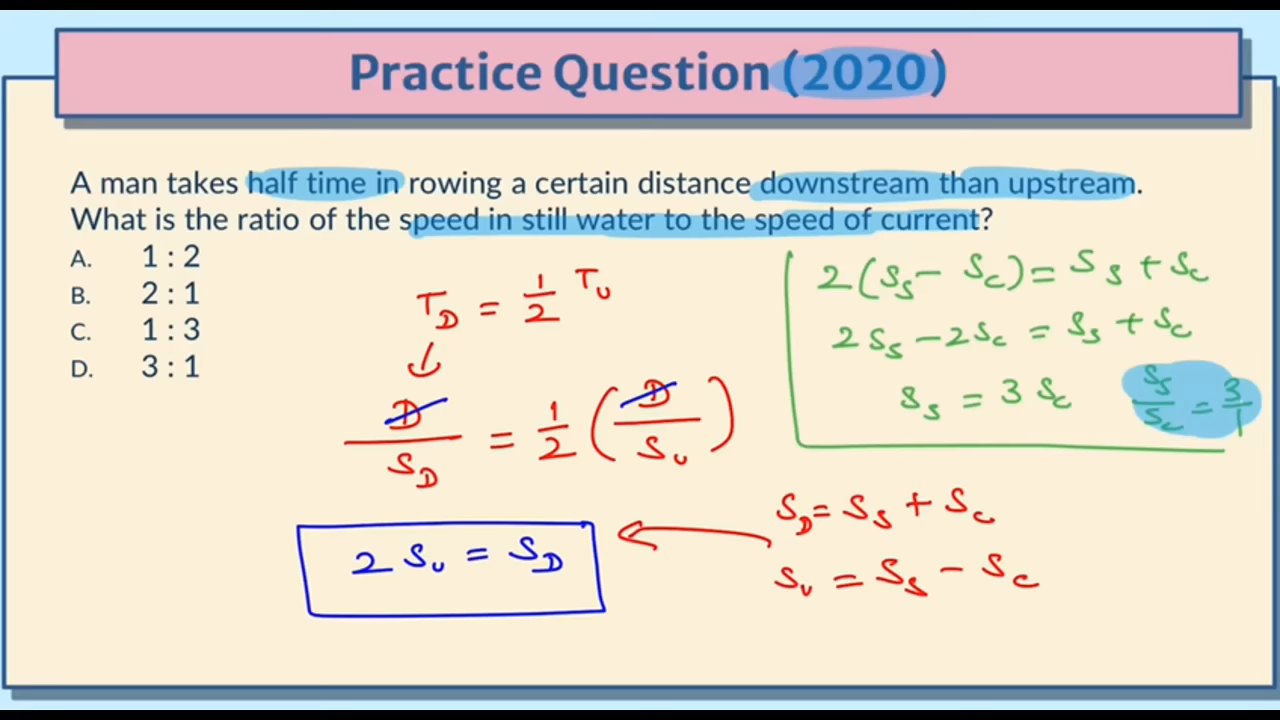 Practice Question (2020)
A man takes half time in rowing a certain distance downstream than upstream.
What is the ratio of the speed in still water to the speed of current?
A. 1 : 2
B. 2 : 1
C. 1 : 3
D. 3 : 1
T_D = 1/2 T_U
↓
D/S_D = 1/2 (D/S_U)
2 S_U = S_D
2(S_S - S_C) = S_S + S_C
2S_S - 2S_C = S_S + S_C
S_S = 3 S_C
S_S/S_C = 3/1
S_D = S_S + S_C
S_U = S_S - S_C